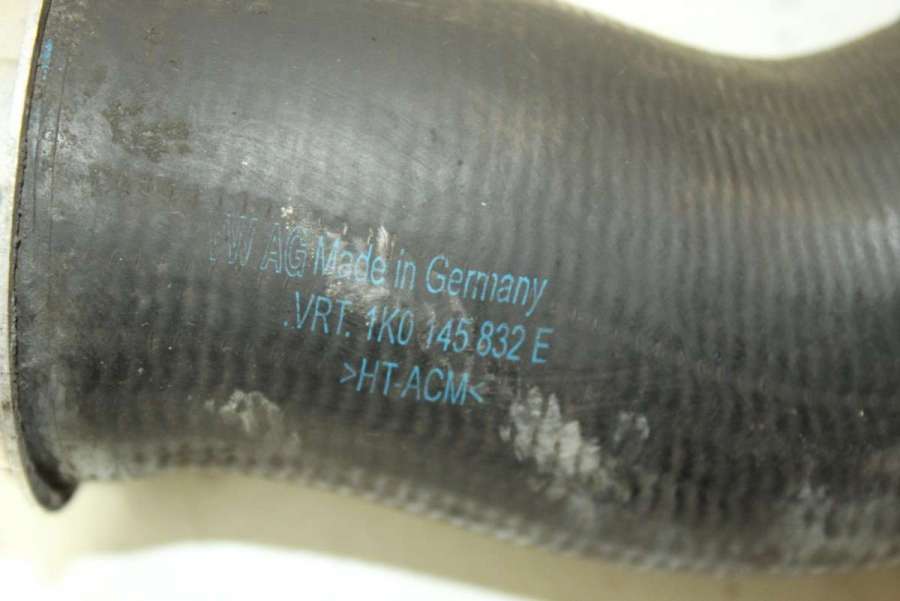 VW AG Made in Germany
.VRT. 1K0 145 832 E
>HT-ACM<